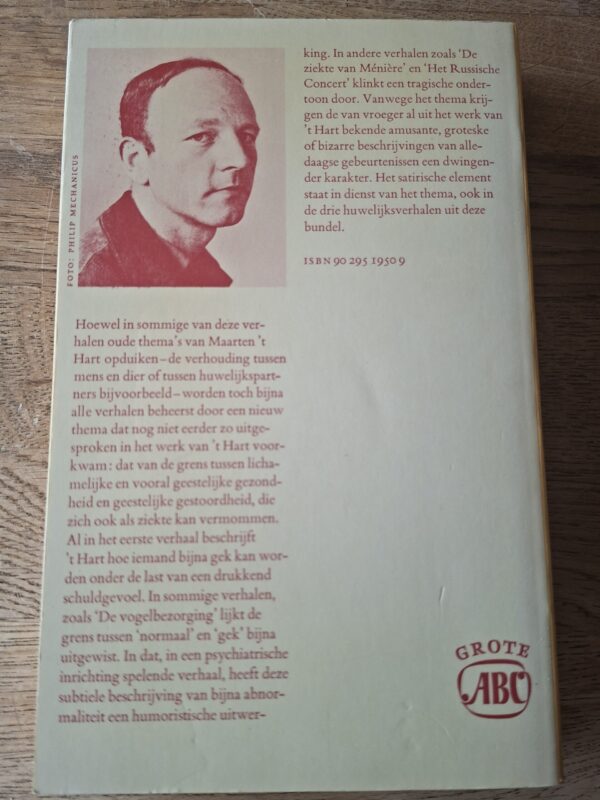 FOTO: PHILIP MECHANICUS
Hoewel in sommige van deze ver-
halen oude thema's van Maarten 't
Hart opduiken–de verhouding tussen
mens en dier of tussen huwelijkspart-
ners bijvoorbeeld–worden toch bijna
alle verhalen beheerst door een nieuw
thema dat nog niet eerder zo uitge-
sproken in het werk van 't Hart voor-
kwam: dat van de grens tussen licha-
melijke en vooral geestelijke gezond-
heid en geestelijke gestoordheid, die
zich ook als ziekte kan vermommen.
Al in het eerste verhaal beschrijft
't Hart hoe iemand bijna gek kan wor-
den onder de last van een drukkend
schuldgevoel. In sommige verhalen,
zoals 'De vogelbezorging' lijkt de
grens tussen 'normaal' en 'gek' bijna
uitgewist. In dat, in een psychiatrische
inrichting spelende verhaal, heeft deze
subtiele beschrijving van bijna abnor-
maliteit een humoristische uitwer-
king. In andere verhalen zoals 'De
ziekte van Ménière' en 'Het Russische
Concert' klinkt een tragische onder-
toon door. Vanwege het thema krij-
gen de van vroeger al uit het werk van
't Hart bekende amusante, groteske
of bizarre beschrijvingen van alle-
daagse gebeurtenissen een dwingen-
der karakter. Het satirische element
staat in dienst van het thema, ook in
de drie huwelijksverhalen uit deze
bundel.
ISBN 90 295 1950 9
GROTE
ABC